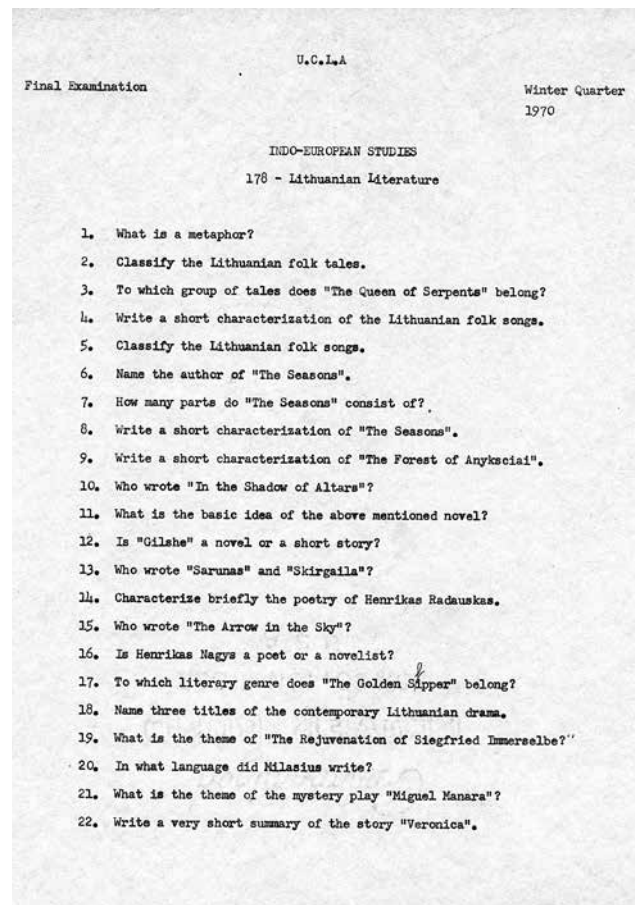 U.C.L.A
Final Examination
Winter Quarter
1970
INDO-EUROPEAN STUDIES
178 - Lithuanian Literature
1. What is a metaphor?
2. Classify the Lithuanian folk tales.
3. To which group of tales does "The Queen of Serpents" belong?
4. Write a short characterization of the Lithuanian folk songs.
5. Classify the Lithuanian folk songs.
6. Name the author of "The Seasons".
7. How many parts do "The Seasons" consist of?
8. Write a short characterization of "The Seasons".
9. Write a short characterization of "The Forest of Anyksciai".
10. Who wrote "In the Shadow of Altars"?
11. What is the basic idea of the above mentioned novel?
12. Is "Gilshe" a novel or a short story?
13. Who wrote "Sarunas" and "Skirgaila"?
14. Characterize briefly the poetry of Henrikas Radauskas.
15. Who wrote "The Arrow in the Sky"?
16. Is Henrikas Nagys a poet or a novelist?
17. To which literary genre does "The Golden Slipper" belong?
18. Name three titles of the contemporary Lithuanian drama.
19. What is the theme of "The Rejuvenation of Siegfried Immerselbe?"
20. In what language did Milasius write?
21. What is the theme of the mystery play "Miguel Manara"?
22. Write a very short summary of the story "Veronica".